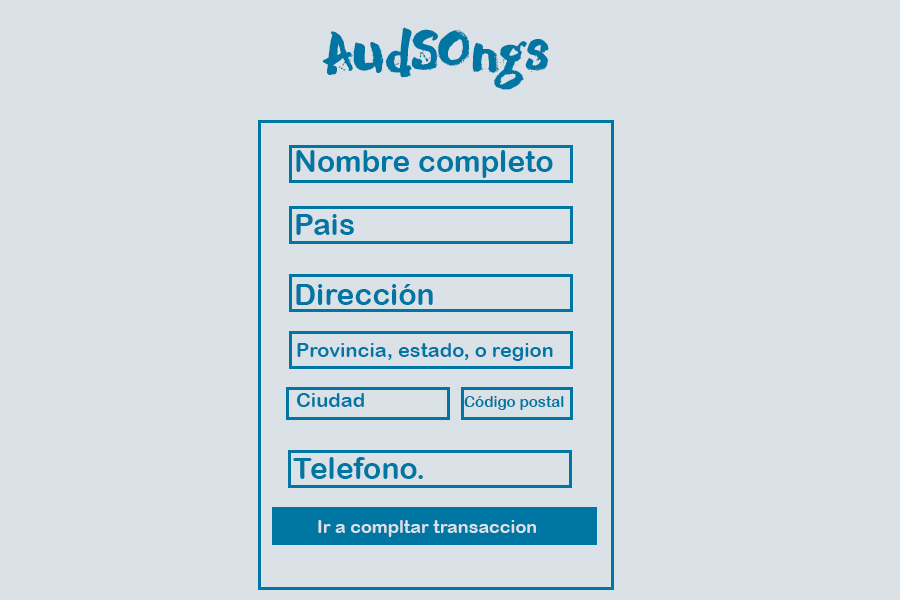 AudSOngs
Nombre completo
Pais
Dirección
Provincia, estado, o region
Ciudad
Código postal
Telefono.
Ir a compltar transaccion